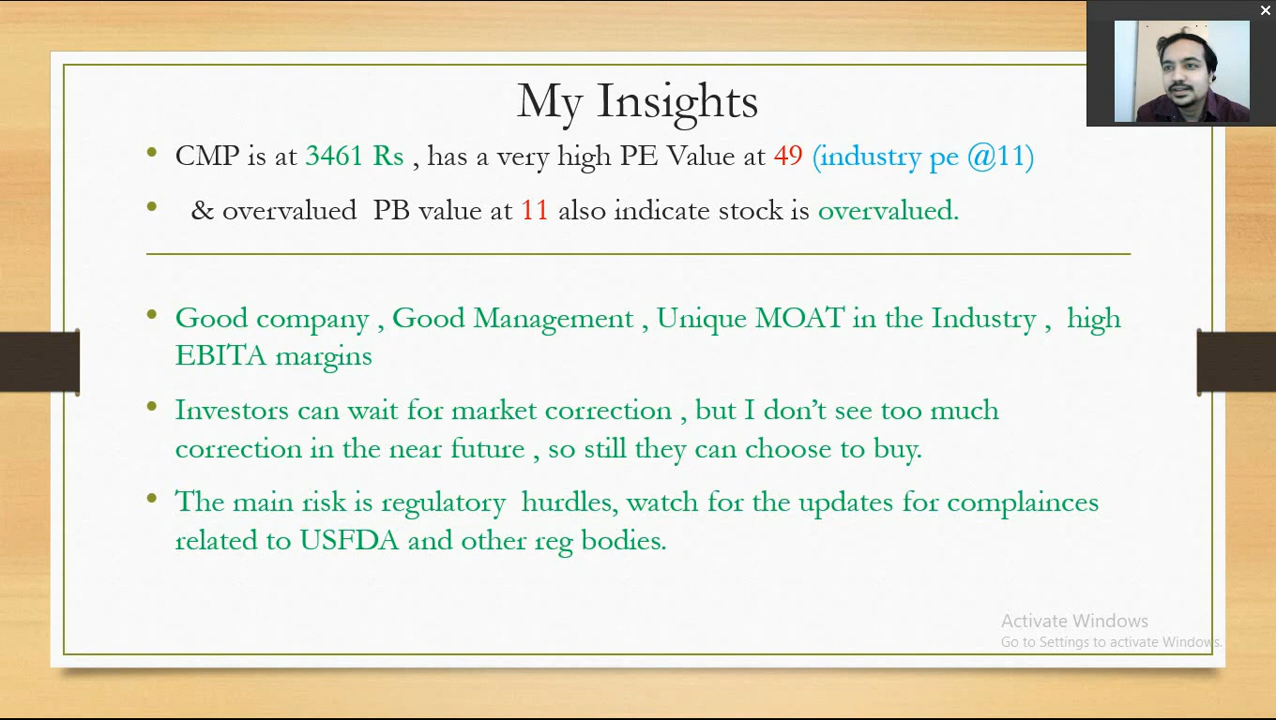 My Insights
CMP is at 3461 Rs , has a very high PE Value at 49 (industry pe @11)
& overvalued PB value at 11 also indicate stock is overvalued.
Good company , Good Management , Unique MOAT in the Industry , high
EBITA margins
Investors can wait for market correction , but I don't see too much
correction in the near future , so still they can choose to buy.
The main risk is regulatory hurdles, watch for the updates for complainces
related to USFDA and other reg bodies.
Activate Windows
Go to Settings to activate Windows.